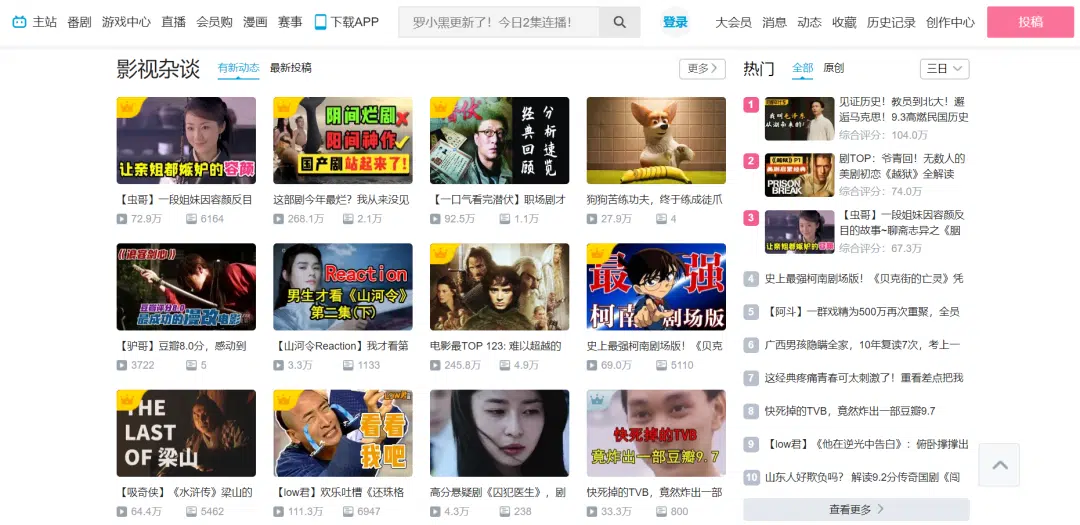 主站 番剧 游戏中心 直播 会员购 漫画 赛事 下载APP 罗小黑更新了！今日2集连播！ 登录 大会员 消息 动态 收藏 历史记录 创作中心 投稿
影视杂谈 有新动态 最新投稿 更多
让亲姐都嫉妒的容颜
阴间烂剧
阳间神作
国产剧站起来了！
经典回顾
分析速览
【虫哥】一段姐妹因容颜反目
72.9万 6164
这部剧今年最烂？我从来没见
268.1万 2.1万
【一口气看完潜伏】职场剧才
92.5万 1.1万
狗狗苦练功夫，终于练成徒爪
27.9万 4
豆瓣评分8.0
最成功的漫改电影
Reaction
男生才看《山河令》
第二集(下)
最强
柯南剧场版
【驴哥】豆瓣8.0分，感动到
3722 5
【山河令Reaction】我才看第
3.3万 1133
电影最TOP 123: 难以超越的
245.8万 4.9万
史上最强柯南剧场版！《贝克
69.0万 5110
THE
LAST
OF 梁山
看看我吧
快死掉的TVB
竟炸出一部豆瓣9.7
【吸奇侠】《水浒传》梁山的
64.4万 5462
【low君】欢乐吐槽《还珠格
111.3万 6947
高分悬疑剧《囚犯医生》，剧
4.3万 238
快死掉的TVB，竟然炸出一部
33.3万 800
热门 全部 原创 三日
1 见证历史！教员到北大！邂
逅马克思！9.3高燃民国历史
综合评分：104.0万
2 剧TOP：爷青回！无数人的
美剧初恋《越狱》全解读
综合评分：74.0万
PRISON
BREAK
3 【虫哥】一段姐妹因容颜反
目的故事~聊斋志异之《胭
综合评分：67.3万
让亲姐都嫉妒的容颜
4 史上最强柯南剧场版！《贝克街的亡灵》凭
5 【阿斗】一群戏精为500万再次重聚，全员
6 广西男孩隐瞒全家，10年复读7次，考上一
7 这经典疼痛青春可太刺激了！重看差点把我
8 快死掉的TVB，竟然炸出一部豆瓣9.7
9 【low君】《他在逆光中告白》：俯卧撑撑出
10 山东人好欺负吗？ 解读9.2分传奇国剧《闯
查看更多